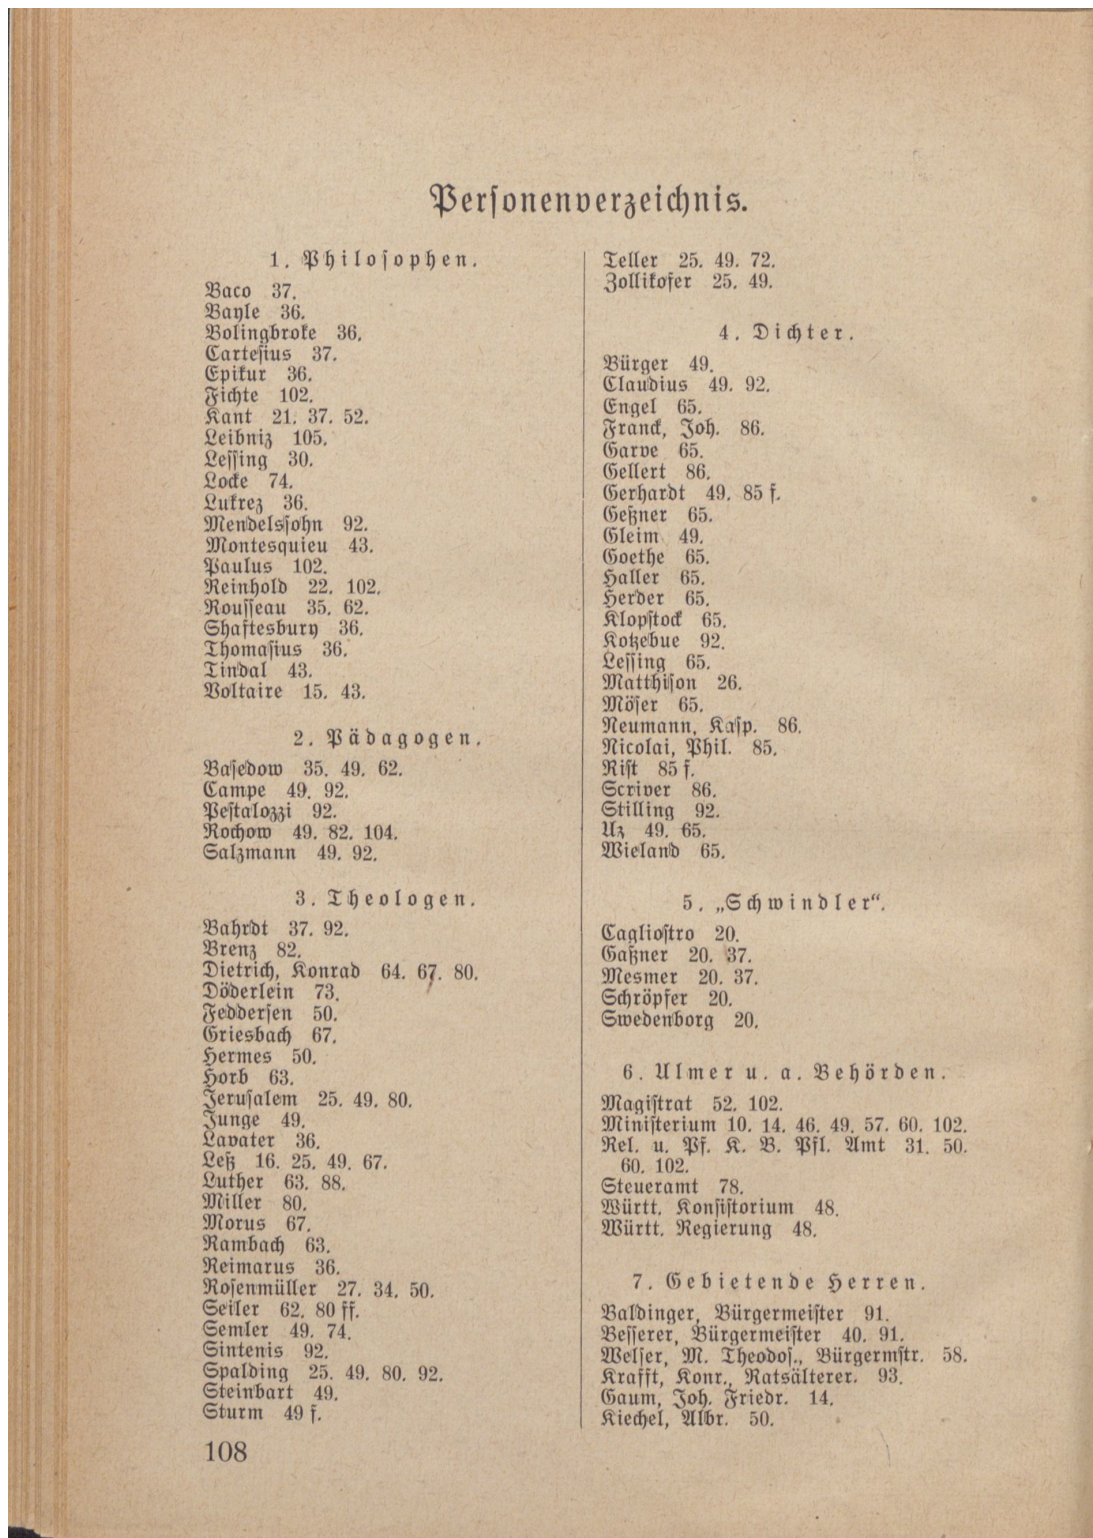 Personenverzeichnis.
1. Philosophen.
Baco 37.
Bayle 36.
Bolingbroke 36.
Cartesius 37.
Epikur 36.
Fichte 102.
Kant 21. 37. 52.
Leibniz 105.
Lessing 30.
Locke 74.
Lukrez 36.
Mendelssohn 92.
Montesquieu 43.
Paulus 102.
Reinhold 22. 102.
Rousseau 35. 62.
Shaftesbury 36.
Thomasius 36.
Tindal 43.
Voltaire 15. 43.
2. Pädagogen.
Basedow 35. 49. 62.
Campe 49. 92.
Pestalozzi 92.
Rochow 49. 82. 104.
Salzmann 49. 92.
3. Theologen.
Bahrdt 37. 92.
Brenz 82.
Dietrich, Konrad 64. 67. 80.
Döderlein 73.
Feddersen 50.
Griesbach 67.
Hermes 50.
Horb 63.
Jerusalem 25. 49. 80.
Junge 49.
Lavater 36.
Leß 16. 25. 49. 67.
Luther 63. 88.
Miller 80.
Morus 67.
Rambach 63.
Reimarus 36.
Rosenmüller 27. 34. 50.
Seiler 62. 80 ff.
Semler 49. 74.
Sintenis 92.
Spalding 25. 49. 80. 92.
Steinbart 49.
Sturm 49 f.
Teller 25. 49. 72.
Zollikofer 25. 49.
4. Dichter.
Bürger 49.
Claudius 49. 92.
Engel 65.
Franck, Joh. 86.
Garve 65.
Gellert 86.
Gerhardt 49. 85 f.
Geßner 65.
Gleim 49.
Goethe 65.
Haller 65.
Herder 65.
Klopstock 65.
Kotzebue 92.
Lessing 65.
Matthison 26.
Möser 65.
Neumann, Kasp. 86.
Nicolai, Phil. 85.
Rist 85 f.
Scriver 86.
Stilling 92.
Uz 49. 65.
Wieland 65.
5. „Schwindler“.
Cagliostro 20.
Gaßner 20. 37.
Mesmer 20. 37.
Schröpfer 20.
Swedenborg 20.
6. Ulmer u. a. Behörden.
Magistrat 52. 102.
Ministerium 10. 14. 46. 49. 57. 60. 102.
Rel. u. Pf. K. B. Pfl. Amt 31. 50.
60. 102.
Steueramt 78.
Württ. Konsistorium 48.
Württ. Regierung 48.
7. Gebietende Herren.
Baldinger, Bürgermeister 91.
Besserer, Bürgermeister 40. 91.
Welser, M. Theodos., Bürgermstr. 58.
Krafft, Konr., Ratsälterer. 93.
Gaum, Joh. Friedr. 14.
Kiechel, Albr. 50.
108